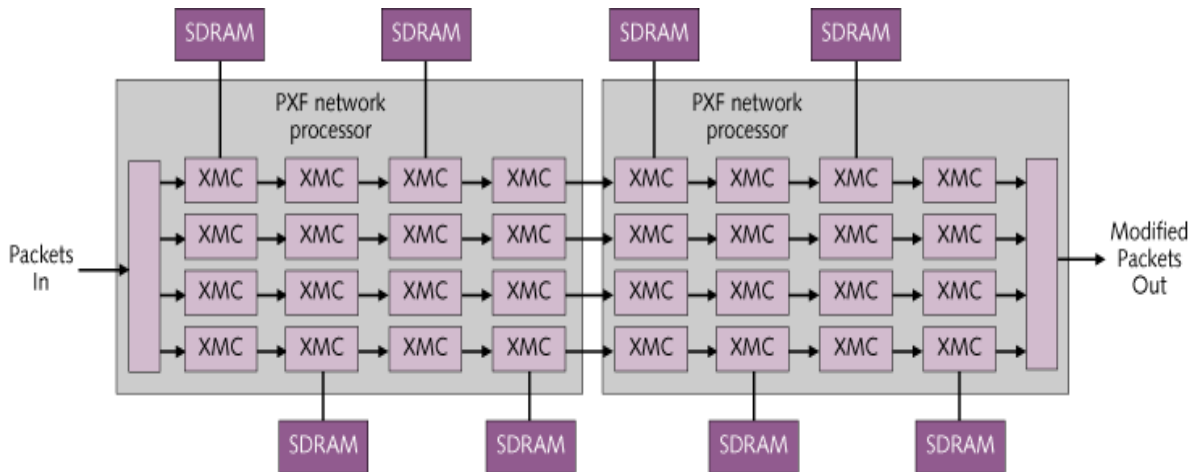 SDRAM SDRAM SDRAM SDRAM
PXF network
processor
PXF network
processor
XMC XMC XMC XMC XMC XMC XMC XMC
XMC XMC XMC XMC XMC XMC XMC XMC
Packets
In
Modified
Packets
Out
XMC XMC XMC XMC XMC XMC XMC XMC
XMC XMC XMC XMC XMC XMC XMC XMC
SDRAM SDRAM SDRAM SDRAM